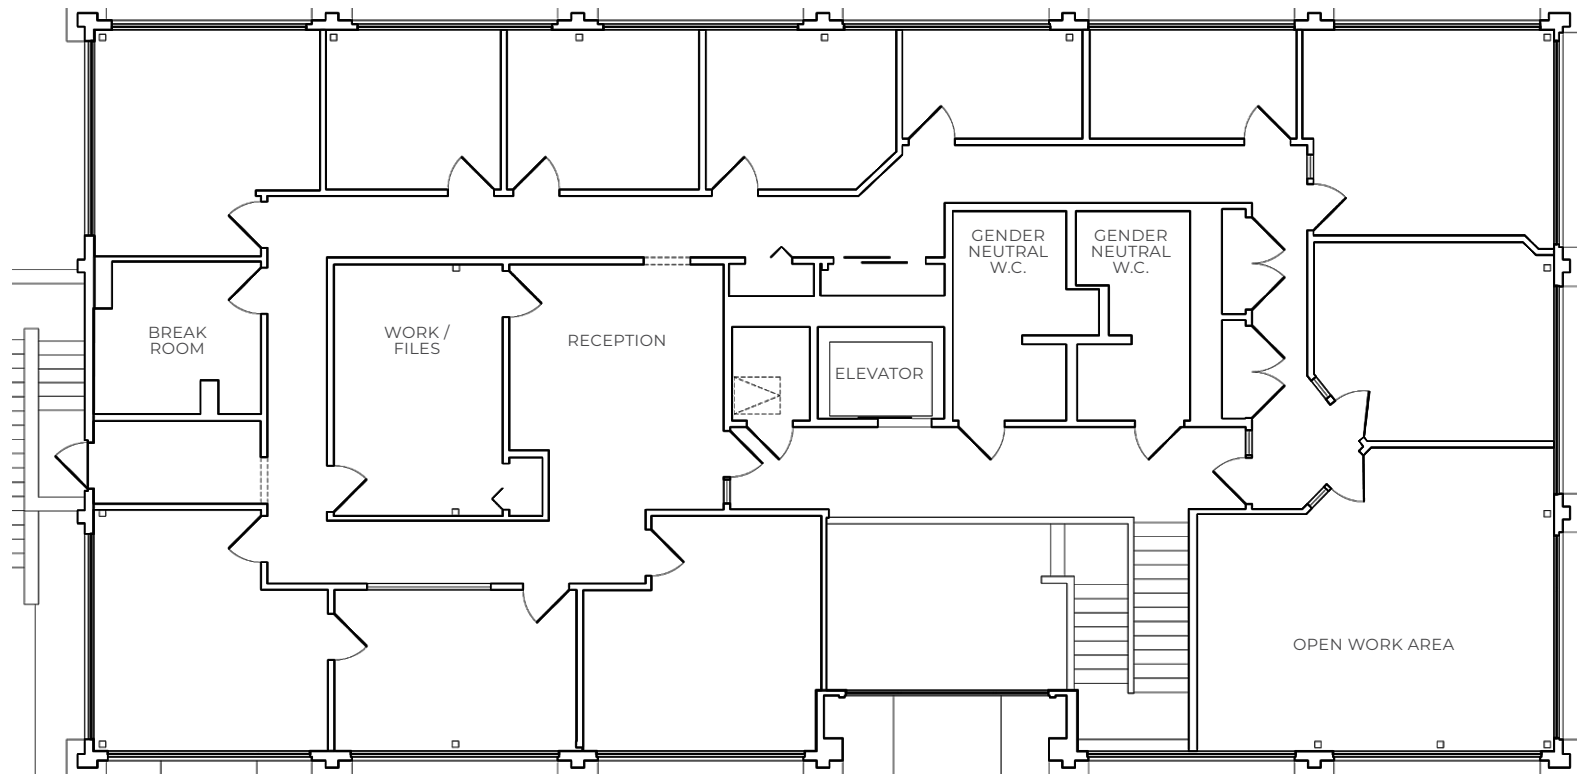 GENDER
NEUTRAL
W.C.
GENDER
NEUTRAL
W.C.
BREAK
ROOM
WORK /
FILES
RECEPTION
ELEVATOR
OPEN WORK AREA